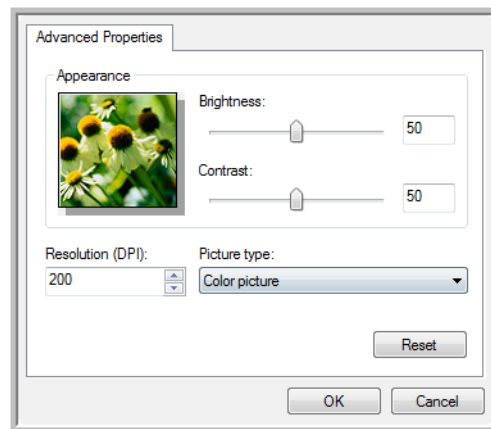 Advanced Properties
Appearance
Brightness:
50
Contrast:
50
Resolution (DPI):
200
Picture type:
Color picture
Reset
OK
Cancel